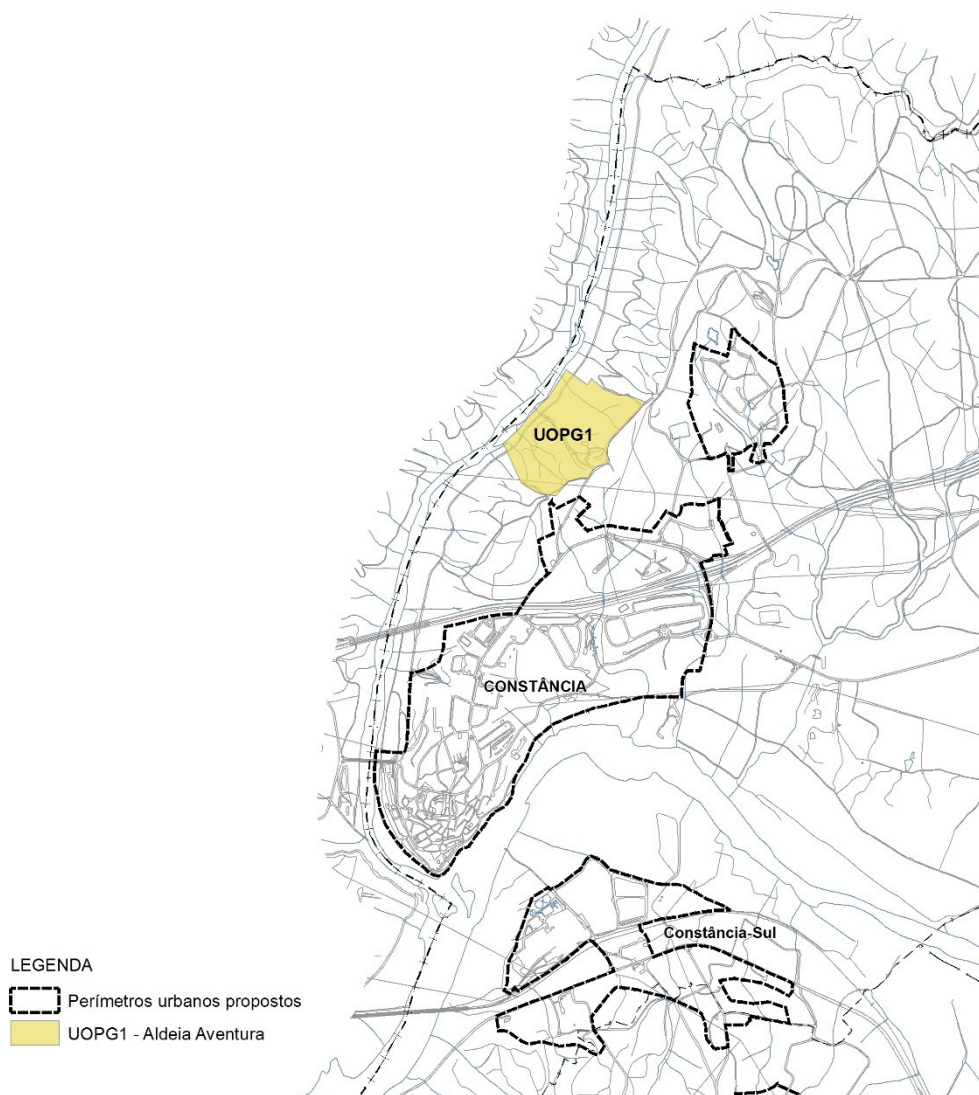 UOPG1
CONSTÂNCIA
Constância-Sul
LEGENDA
Perímetros urbanos propostos
UOPG1 - Aldeia Aventura